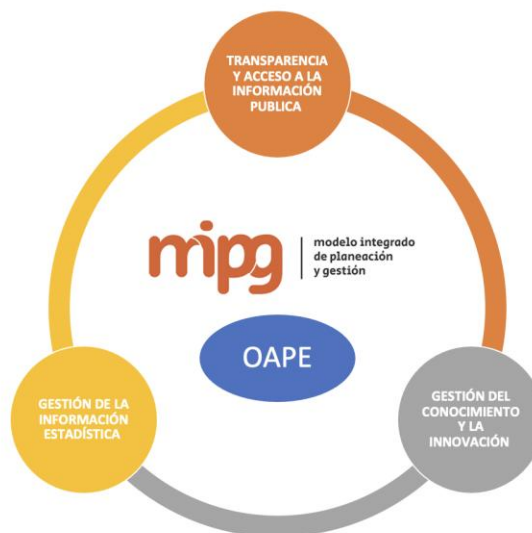 TRANSPARENCIA
Y ACCESO A LA
INFORMACIÓN
PUBLICA
mipg
modelo integrado
de planeación
y gestión
OAPE
GESTIÓN DE LA
INFORMACIÓN
ESTADÍSTICA
GESTIÓN DEL
CONOCIMIENTO
Y LA
INNOVACIÓN